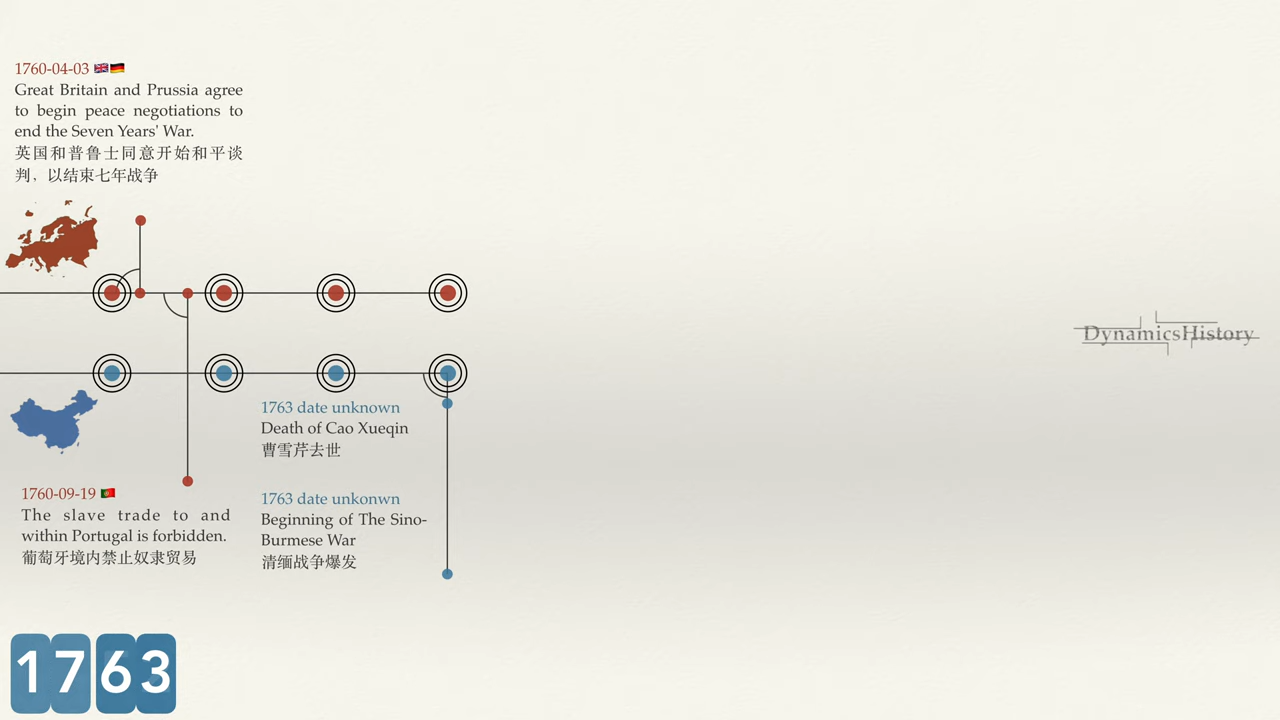 1760-04-03 🇬🇧🇩🇪
Great Britain and Prussia agree
to begin peace negotiations to
end the Seven Years' War.
英国和普鲁士同意开始和平谈
判，以结束七年战争
DynamicsHistory
1763 date unknown
Death of Cao Xueqin
曹雪芹去世
1760-09-19 🇵🇹
The slave trade to and
within Portugal is forbidden.
葡萄牙境内禁止奴隶贸易
1763 date unkonwn
Beginning of The Sino-
Burmese War
清缅战争爆发
1763